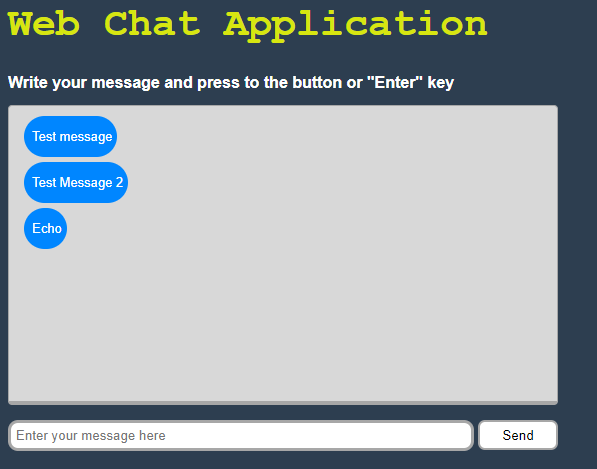 Web Chat Application
Write your message and press to the button or "Enter" key
Test message
Test Message 2
Echo
Enter your message here
Send